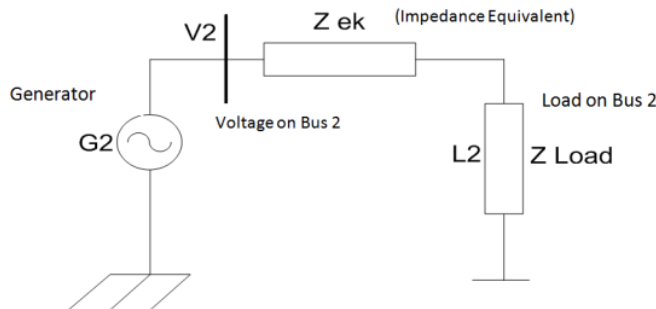 V2
Z ek
(Impedance Equivalent)
Generator
G2
Voltage on Bus 2
Load on Bus 2
L2
Z Load